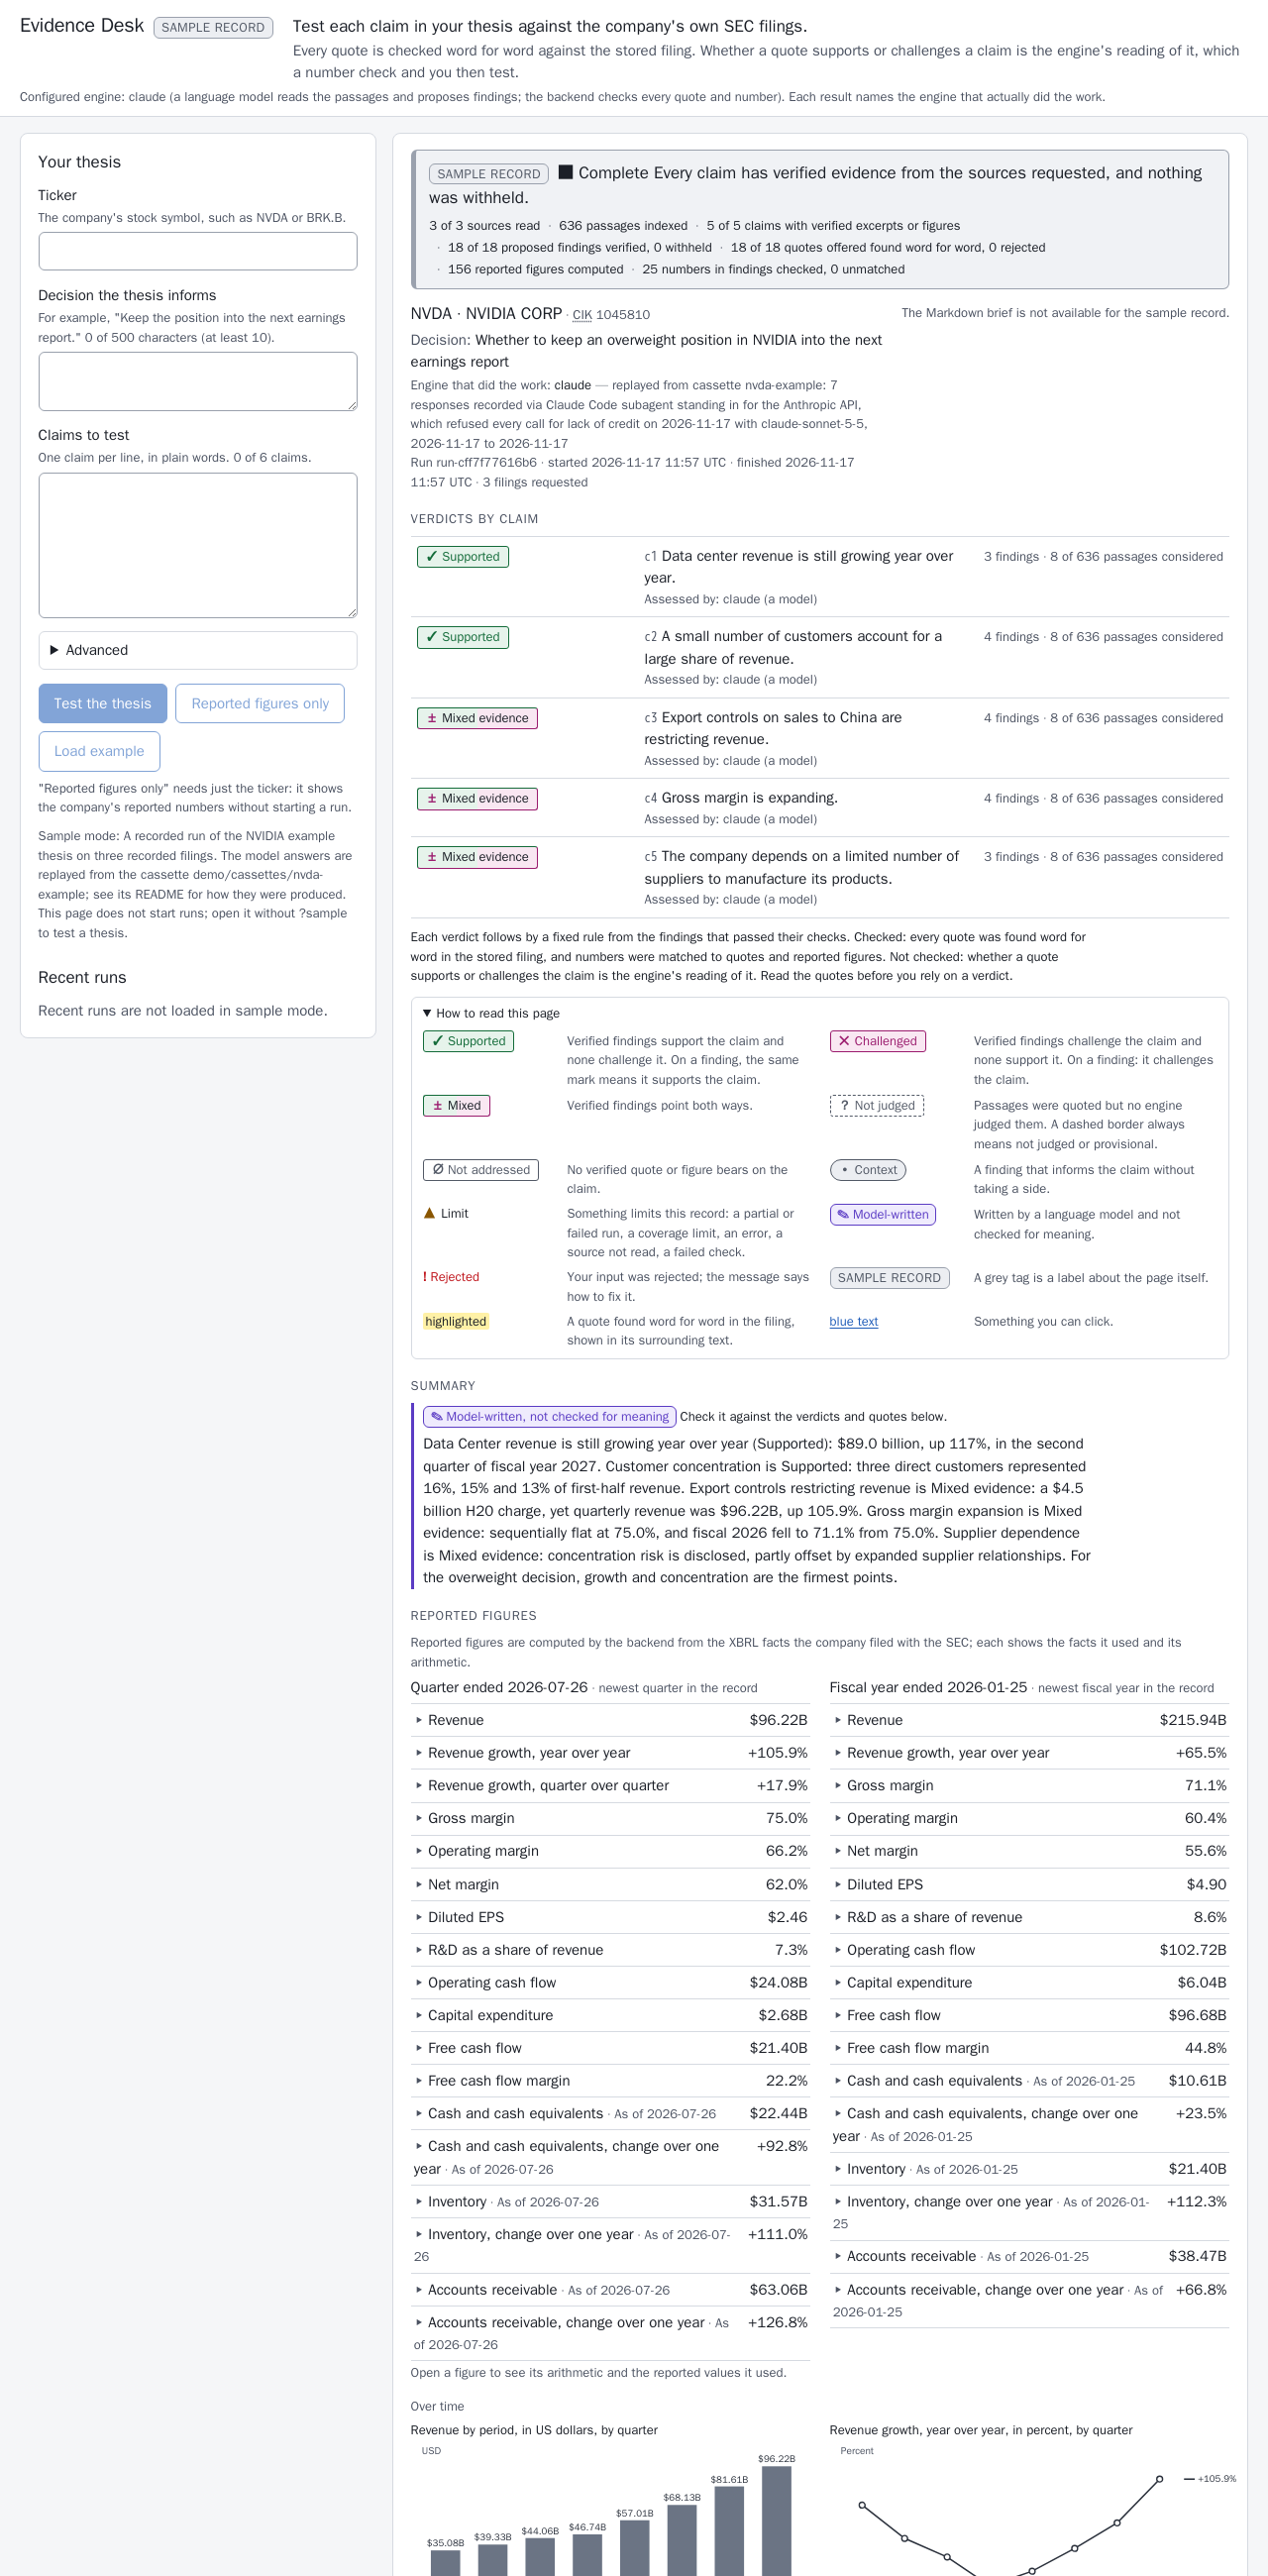 Evidence Desk SAMPLE RECORD
Test each claim in your thesis against the company's own SEC filings.
Every quote is checked word for word against the stored filing. Whether a quote supports or challenges a claim is the engine's reading of it, which
a number check and you then test.
Configured engine: claude (a language model reads the passages and proposes findings; the backend checks every quote and number). Each result names the engine that actually did the work.
Your thesis
Ticker
The company's stock symbol, such as NVDA or BRK.B.
Decision the thesis informs
For example, "Keep the position into the next earnings
report." 0 of 500 characters (at least 10).
Claims to test
One claim per line, in plain words. 0 of 6 claims.
▶ Advanced
Test the thesis
Reported figures only
Load example
"Reported figures only" needs just the ticker: it shows
the company's reported numbers without starting a run.
Sample mode: A recorded run of the NVIDIA example
thesis on three recorded filings. The model answers are
replayed from the cassette demo/cassettes/nvda-
example; see its README for how they were produced.
This page does not start runs; open it without ?sample
to test a thesis.
Recent runs
Recent runs are not loaded in sample mode.
SAMPLE RECORD ■ Complete Every claim has verified evidence from the sources requested, and nothing
was withheld.
3 of 3 sources read · 636 passages indexed · 5 of 5 claims with verified excerpts or figures
· 18 of 18 proposed findings verified, 0 withheld · 18 of 18 quotes offered found word for word, 0 rejected
· 156 reported figures computed · 25 numbers in findings checked, 0 unmatched
NVDA · NVIDIA CORP · CIK 1045810
The Markdown brief is not available for the sample record.
Decision: Whether to keep an overweight position in NVIDIA into the next
earnings report
Engine that did the work: claude — replayed from cassette nvda-example: 7
responses recorded via Claude Code subagent standing in for the Anthropic API,
which refused every call for lack of credit on 2026-11-17 with claude-sonnet-5-5,
2026-11-17 to 2026-11-17
Run run-cff7f77616b6 · started 2026-11-17 11:57 UTC · finished 2026-11-17
11:57 UTC · 3 filings requested
VERDICTS BY CLAIM
✓ Supported
c1 Data center revenue is still growing year over
year.
Assessed by: claude (a model)
3 findings · 8 of 636 passages considered
✓ Supported
c2 A small number of customers account for a
large share of revenue.
Assessed by: claude (a model)
4 findings · 8 of 636 passages considered
± Mixed evidence
c3 Export controls on sales to China are
restricting revenue.
Assessed by: claude (a model)
4 findings · 8 of 636 passages considered
± Mixed evidence
c4 Gross margin is expanding.
Assessed by: claude (a model)
4 findings · 8 of 636 passages considered
± Mixed evidence
c5 The company depends on a limited number of
suppliers to manufacture its products.
Assessed by: claude (a model)
3 findings · 8 of 636 passages considered
Each verdict follows by a fixed rule from the findings that passed their checks. Checked: every quote was found word for
word in the stored filing, and numbers were matched to quotes and reported figures. Not checked: whether a quote
supports or challenges the claim is the engine's reading of it. Read the quotes before you rely on a verdict.
▼ How to read this page
✓ Supported
Verified findings support the claim and
none challenge it. On a finding, the same
mark means it supports the claim.
✕ Challenged
Verified findings challenge the claim and
none support it. On a finding: it challenges
the claim.
± Mixed
Verified findings point both ways.
? Not judged
Passages were quoted but no engine
judged them. A dashed border always
means not judged or provisional.
Ø Not addressed
No verified quote or figure bears on the
claim.
• Context
A finding that informs the claim without
taking a side.
▲ Limit
Something limits this record: a partial or
failed run, a coverage limit, an error, a
source not read, a failed check.
✎ Model-written
Written by a language model and not
checked for meaning.
! Rejected
Your input was rejected; the message says
how to fix it.
SAMPLE RECORD
A grey tag is a label about the page itself.
highlighted
A quote found word for word in the filing,
shown in its surrounding text.
blue text
Something you can click.
SUMMARY
✎ Model-written, not checked for meaning Check it against the verdicts and quotes below.
Data Center revenue is still growing year over year (Supported): $89.0 billion, up 117%, in the second
quarter of fiscal year 2027. Customer concentration is Supported: three direct customers represented
16%, 15% and 13% of first-half revenue. Export controls restricting revenue is Mixed evidence: a $4.5
billion H20 charge, yet quarterly revenue was $96.22B, up 105.9%. Gross margin expansion is Mixed
evidence: sequentially flat at 75.0%, and fiscal 2026 fell to 71.1% from 75.0%. Supplier dependence
is Mixed evidence: concentration risk is disclosed, partly offset by expanded supplier relationships. For
the overweight decision, growth and concentration are the firmest points.
REPORTED FIGURES
Reported figures are computed by the backend from the XBRL facts the company filed with the SEC; each shows the facts it used and its
arithmetic.
Quarter ended 2026-07-26 · newest quarter in the record
▸ Revenue $96.22B
▸ Revenue growth, year over year +105.9%
▸ Revenue growth, quarter over quarter +17.9%
▸ Gross margin 75.0%
▸ Operating margin 66.2%
▸ Net margin 62.0%
▸ Diluted EPS $2.46
▸ R&D as a share of revenue 7.3%
▸ Operating cash flow $24.08B
▸ Capital expenditure $2.68B
▸ Free cash flow $21.40B
▸ Free cash flow margin 22.2%
▸ Cash and cash equivalents · As of 2026-07-26 $22.44B
▸ Cash and cash equivalents, change over one +92.8%
year · As of 2026-07-26
▸ Inventory · As of 2026-07-26 $31.57B
▸ Inventory, change over one year · As of 2026-07- +111.0%
26
▸ Accounts receivable · As of 2026-07-26 $63.06B
▸ Accounts receivable, change over one year · As +126.8%
of 2026-07-26
Open a figure to see its arithmetic and the reported values it used.
Fiscal year ended 2026-01-25 · newest fiscal year in the record
▸ Revenue $215.94B
▸ Revenue growth, year over year +65.5%
▸ Gross margin 71.1%
▸ Operating margin 60.4%
▸ Net margin 55.6%
▸ Diluted EPS $4.90
▸ R&D as a share of revenue 8.6%
▸ Operating cash flow $102.72B
▸ Capital expenditure $6.04B
▸ Free cash flow $96.68B
▸ Free cash flow margin 44.8%
▸ Cash and cash equivalents · As of 2026-01-25 $10.61B
▸ Cash and cash equivalents, change over one +23.5%
year · As of 2026-01-25
▸ Inventory · As of 2026-01-25 $21.40B
▸ Inventory, change over one year · As of 2026-01- +112.3%
25
▸ Accounts receivable · As of 2026-01-25 $38.47B
▸ Accounts receivable, change over one year · As of +66.8%
2026-01-25
Over time
Revenue by period, in US dollars, by quarter
USD
$35.08B
$39.33B
$44.06B
$46.74B
$57.01B
$68.13B
$81.61B
$96.22B
Revenue growth, year over year, in percent, by quarter
Percent
+105.9%